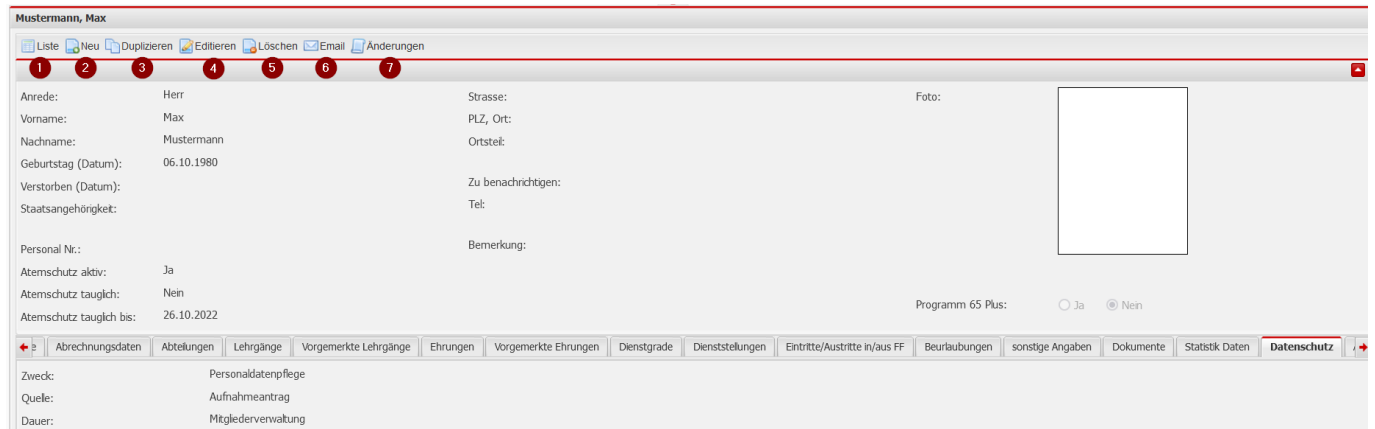 Mustermann, Max
Liste Neu Duplizieren Editieren Löschen Email Änderungen
1 2 3 4 5 6 7
Anrede: Herr
Vorname: Max
Nachname: Mustermann
Geburtstag (Datum): 06.10.1980
Verstorben (Datum):
Staatsangehörigkeit:
Personal Nr.:
Atemschutz aktiv: Ja
Atemschutz tauglich: Nein
Atemschutz tauglich bis: 26.10.2022
Strasse:
PLZ, Ort:
Ortsteil:
Zu benachrichtigen:
Tel:
Bemerkung:
Foto:
Programm 65 Plus: Ja Nein
e Abrechnungsdaten Abteilungen Lehrgänge Vorgemerkte Lehrgänge Ehrungen Vorgemerkte Ehrungen Dienstgrade Dienststellungen Eintritte/Austritte in/aus FF Beurlaubungen sonstige Angaben Dokumente Statistik Daten Datenschutz
Zweck: Personaldatenpflege
Quelle: Aufnahmeantrag
Dauer: Mitgliederverwaltung